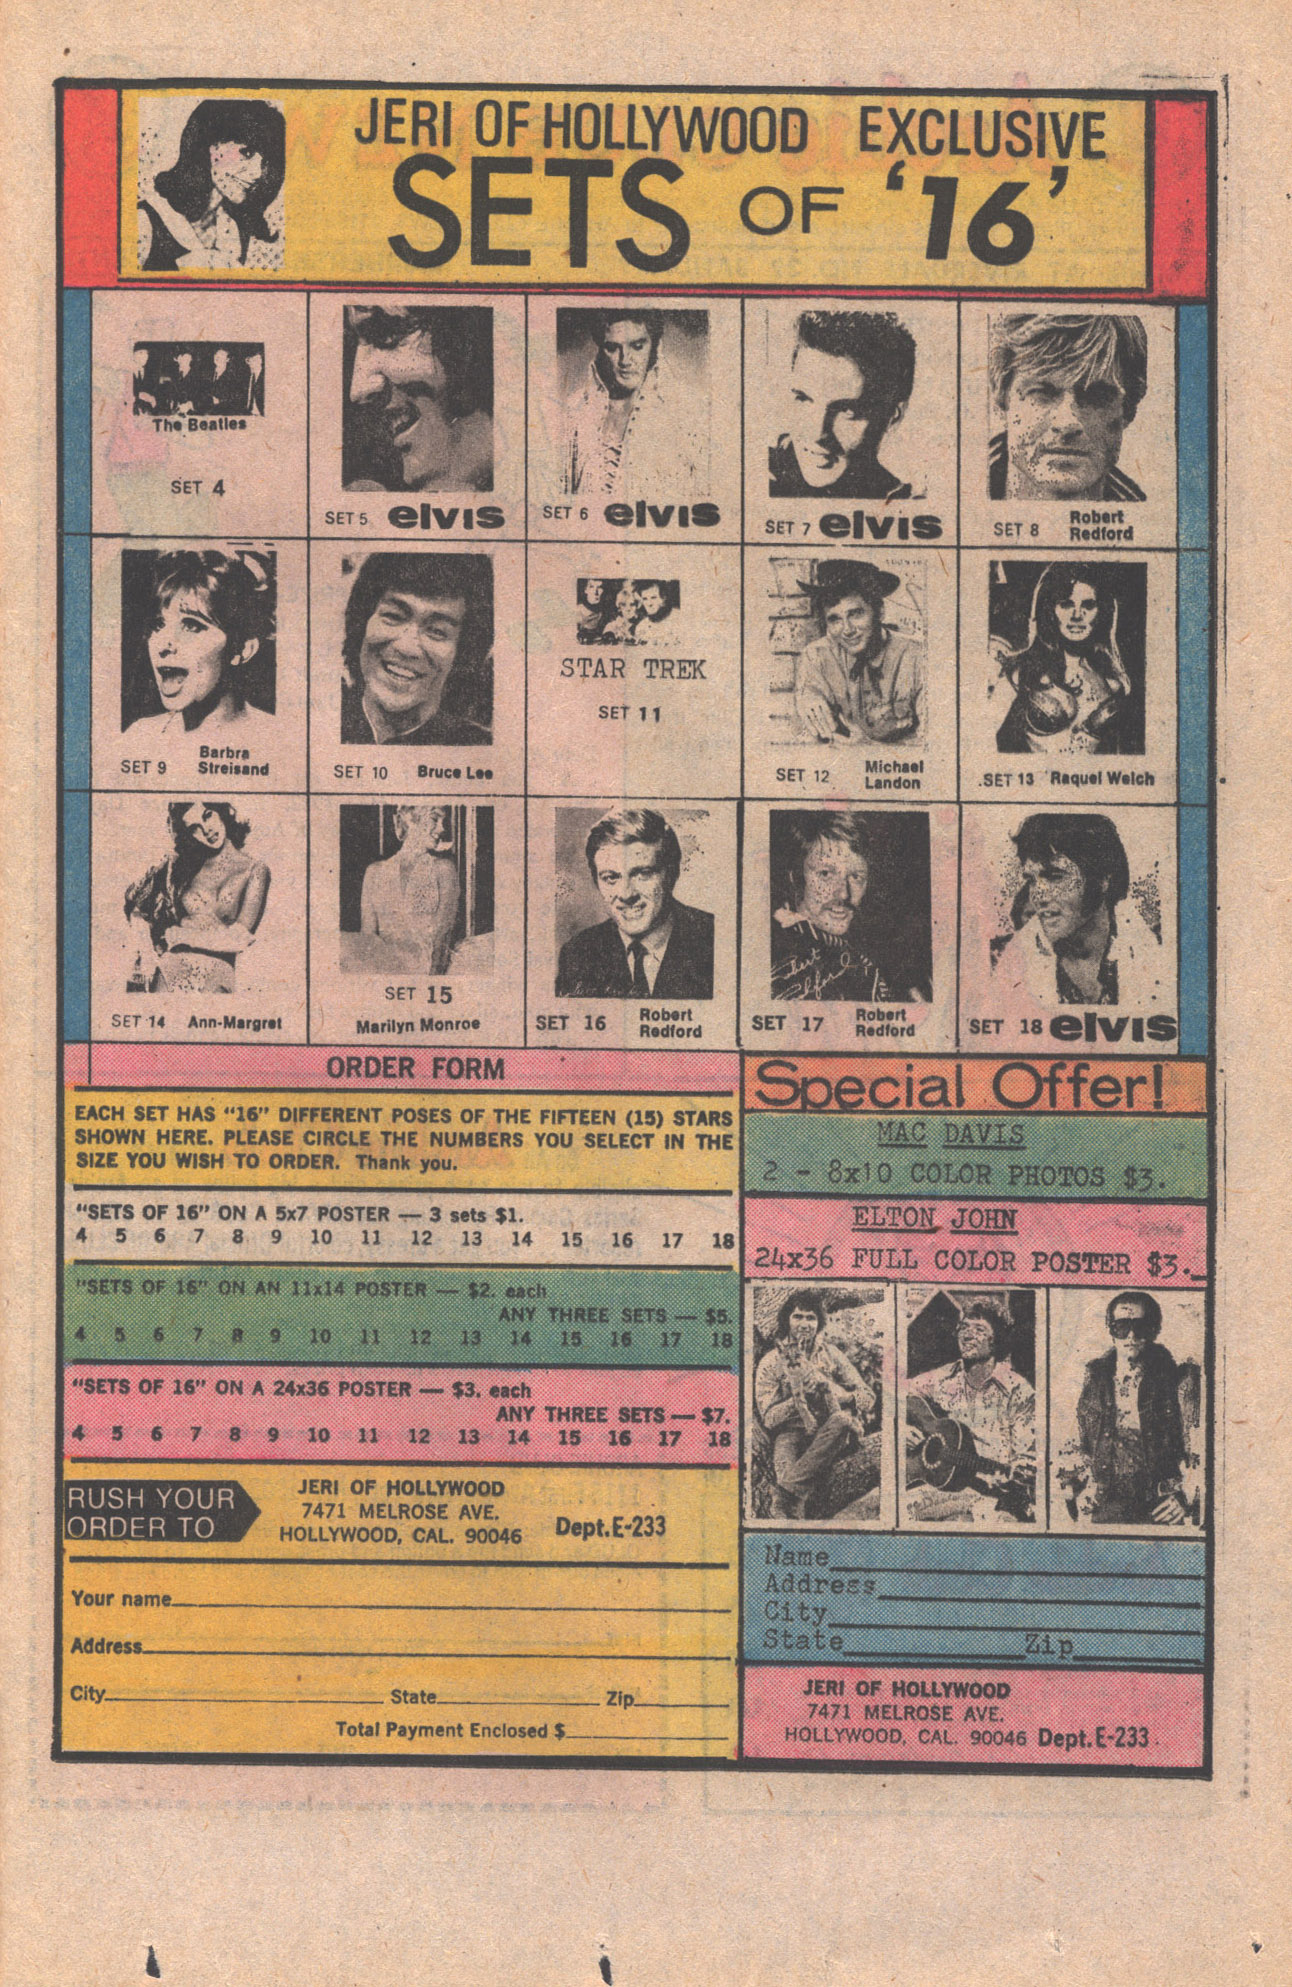 JERI OF HOLLYWOOD EXCLUSIVE
SETS OF '16'
The Beatles
SET 4
SET 5 elvis
SET 6 elvis
SET 7 elvis
SET 8 Robert
Redford
SET 9 Barbra
Streisand
SET 10 Bruce Lee
STAR TREK
SET 11
SET 12 Michael
Landon
SET 13 Raquel Welch
SET 14 Ann-Margret
SET 15
Marilyn Monroe
SET 16 Robert
Redford
SET 17 Robert
Redford
SET 18 elvis
ORDER FORM
EACH SET HAS "16" DIFFERENT POSES OF THE FIFTEEN (15) STARS
SHOWN HERE. PLEASE CIRCLE THE NUMBERS YOU SELECT IN THE
SIZE YOU WISH TO ORDER. Thank you.
"SETS OF 16" ON A 5x7 POSTER — 3 sets $1.
4 5 6 7 8 9 10 11 12 13 14 15 16 17 18
"SETS OF 16" ON AN 11x14 POSTER — $2. each
ANY THREE SETS — $5.
4 5 6 7 8 9 10 11 12 13 14 15 16 17 18
"SETS OF 16" ON A 24x36 POSTER — $3. each
ANY THREE SETS — $7.
4 5 6 7 8 9 10 11 12 13 14 15 16 17 18
RUSH YOUR
ORDER TO
JERI OF HOLLYWOOD
7471 MELROSE AVE.
HOLLYWOOD, CAL. 90046 Dept.E-233
Your name
Address
City State Zip
Total Payment Enclosed $
Special Offer!
MAC DAVIS
2 - 8x10 COLOR PHOTOS $3.
ELTON JOHN
24x36 FULL COLOR POSTER $3.
Name
Address
City
State Zip
JERI OF HOLLYWOOD
7471 MELROSE AVE.
HOLLYWOOD, CAL. 90046 Dept.E-233